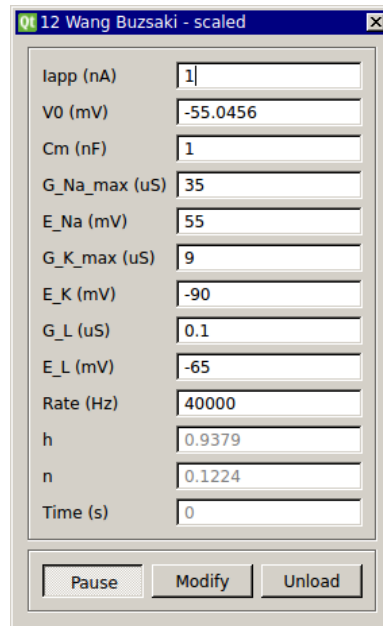 Qt 12 Wang Buzsaki - scaled
Iapp (nA) 1
V0 (mV) -55.0456
Cm (nF) 1
G_Na_max (uS) 35
E_Na (mV) 55
G_K_max (uS) 9
E_K (mV) -90
G_L (uS) 0.1
E_L (mV) -65
Rate (Hz) 40000
h 0.9379
n 0.1224
Time (s) 0
Pause Modify Unload